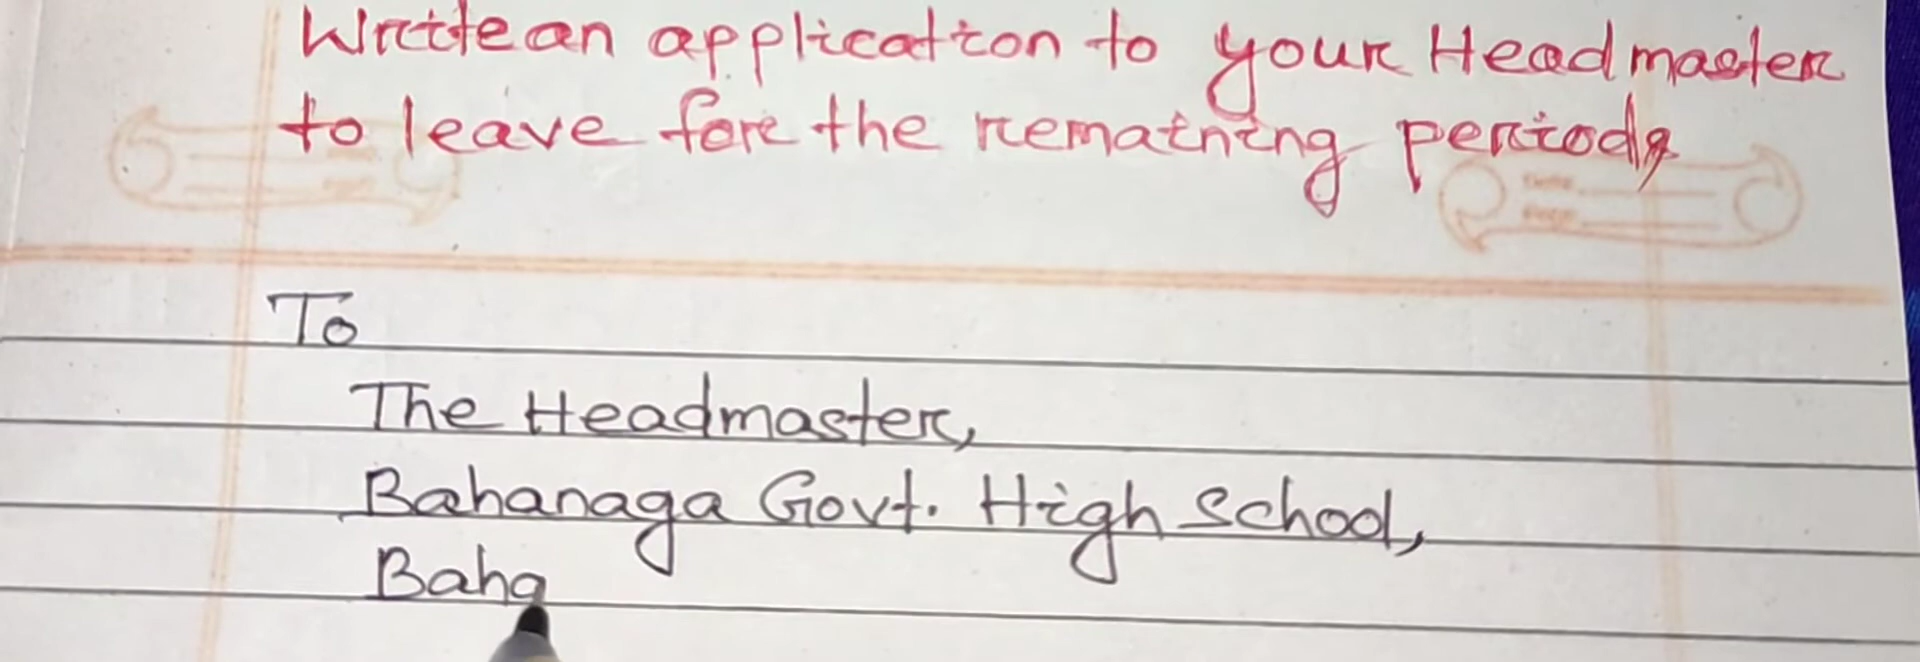 Write an application to your Headmaster
to leave for the remaining periods
To
The Headmaster,
Bahanaga Govt. High School,
Baha